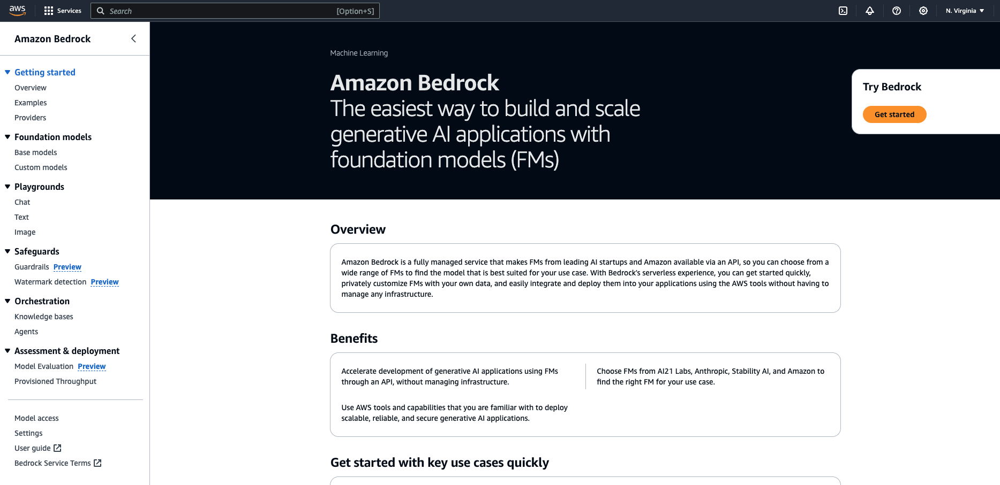 aws
Services
Search
[Option+S]
N. Virginia
Amazon Bedrock
Getting started
Overview
Examples
Providers
Foundation models
Base models
Custom models
Playgrounds
Chat
Text
Image
Safeguards
Guardrails Preview
Watermark detection Preview
Orchestration
Knowledge bases
Agents
Assessment & deployment
Model Evaluation Preview
Provisioned Throughput
Model access
Settings
User guide
Bedrock Service Terms
Machine Learning
Amazon Bedrock
The easiest way to build and scale
generative AI applications with
foundation models (FMs)
Try Bedrock
Get started
Overview
Amazon Bedrock is a fully managed service that makes FMs from leading AI startups and Amazon available via an API, so you can choose from a
wide range of FMs to find the model that is best suited for your use case. With Bedrock's serverless experience, you can get started quickly,
privately customize FMs with your own data, and easily integrate and deploy them into your applications using the AWS tools without having to
manage any infrastructure.
Benefits
Accelerate development of generative AI applications using FMs
through an API, without managing infrastructure.
Choose FMs from AI21 Labs, Anthropic, Stability AI, and Amazon to
find the right FM for your use case.
Use AWS tools and capabilities that you are familiar with to deploy
scalable, reliable, and secure generative AI applications.
Get started with key use cases quickly